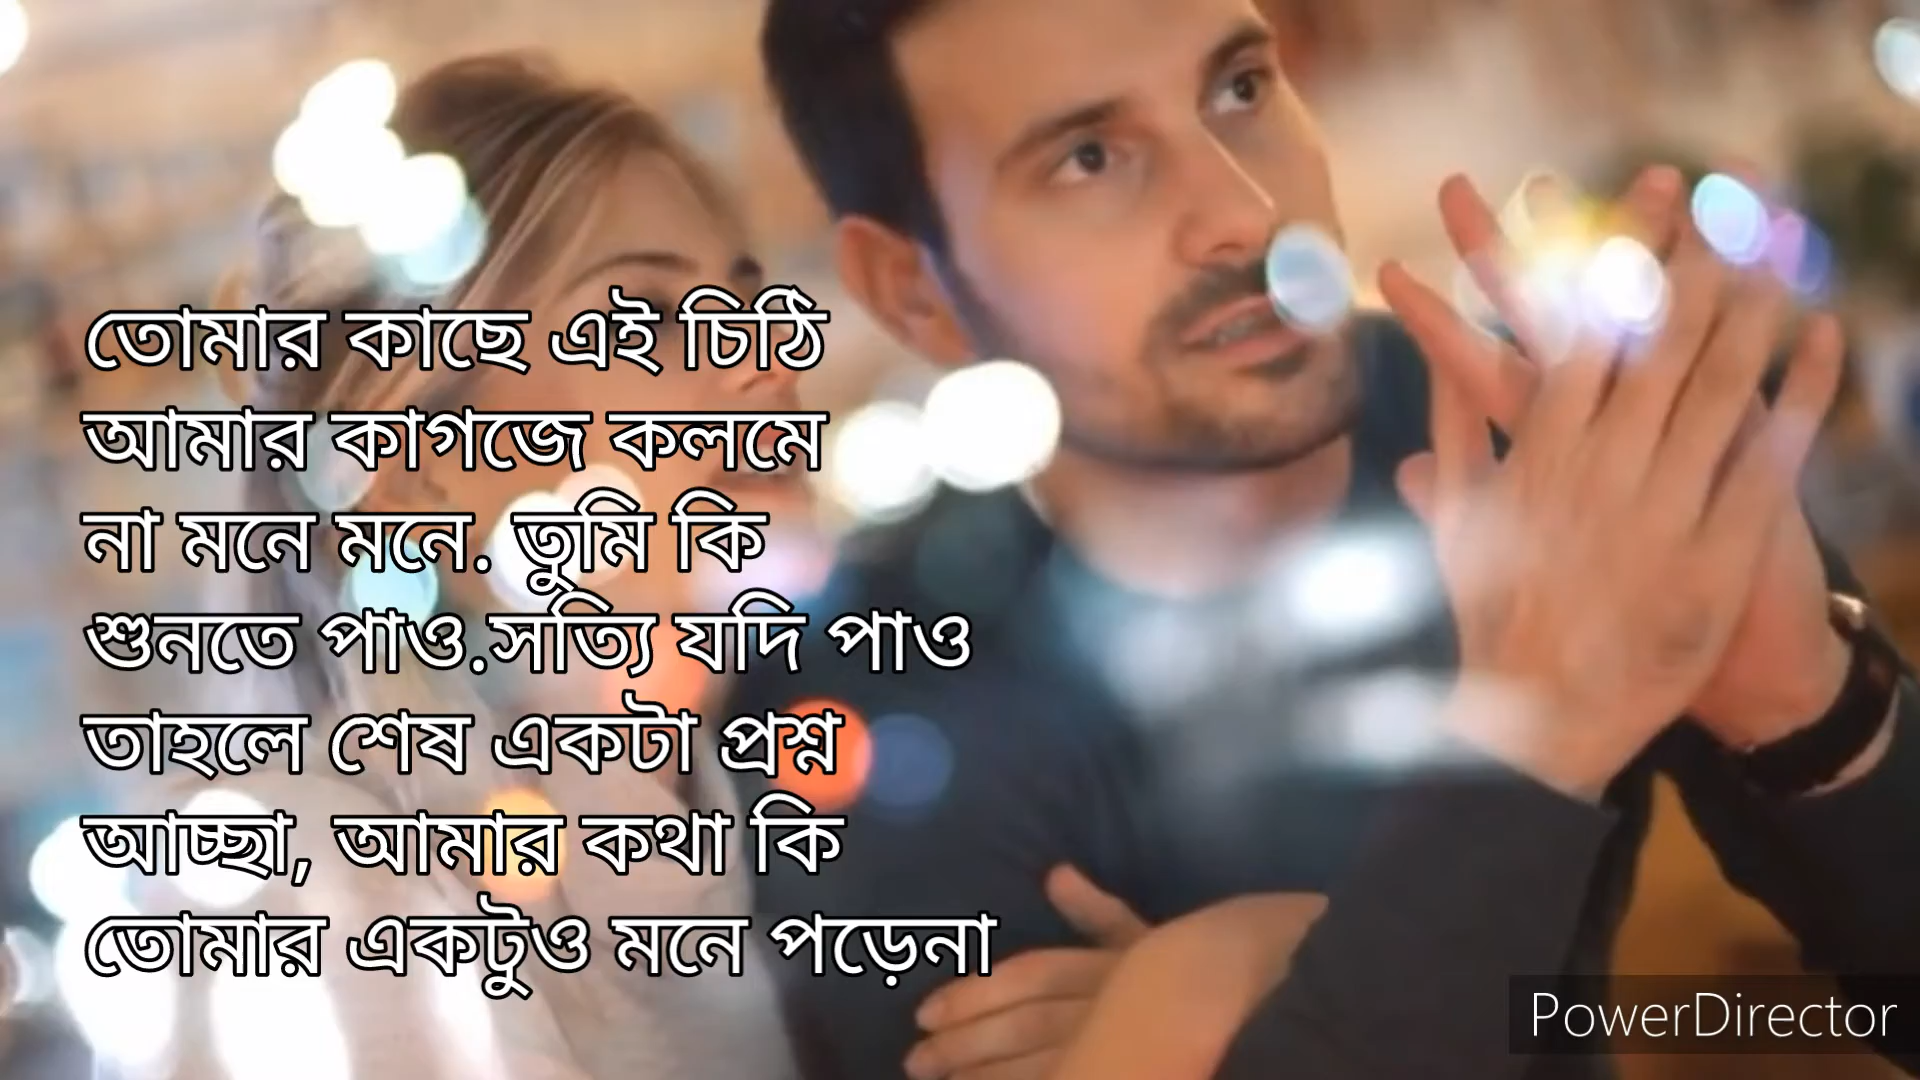 তোমার কাছে এই চিঠি
আমার কাগজে কলমে
না মনে মনে. তুমি কি
শুনতে পাও.সত্যি যদি পাও
তাহলে শেষ একটা প্রশ্ন
আচ্ছা, আমার কথা কি
তোমার একটুও মনে পড়েনা
PowerDirector